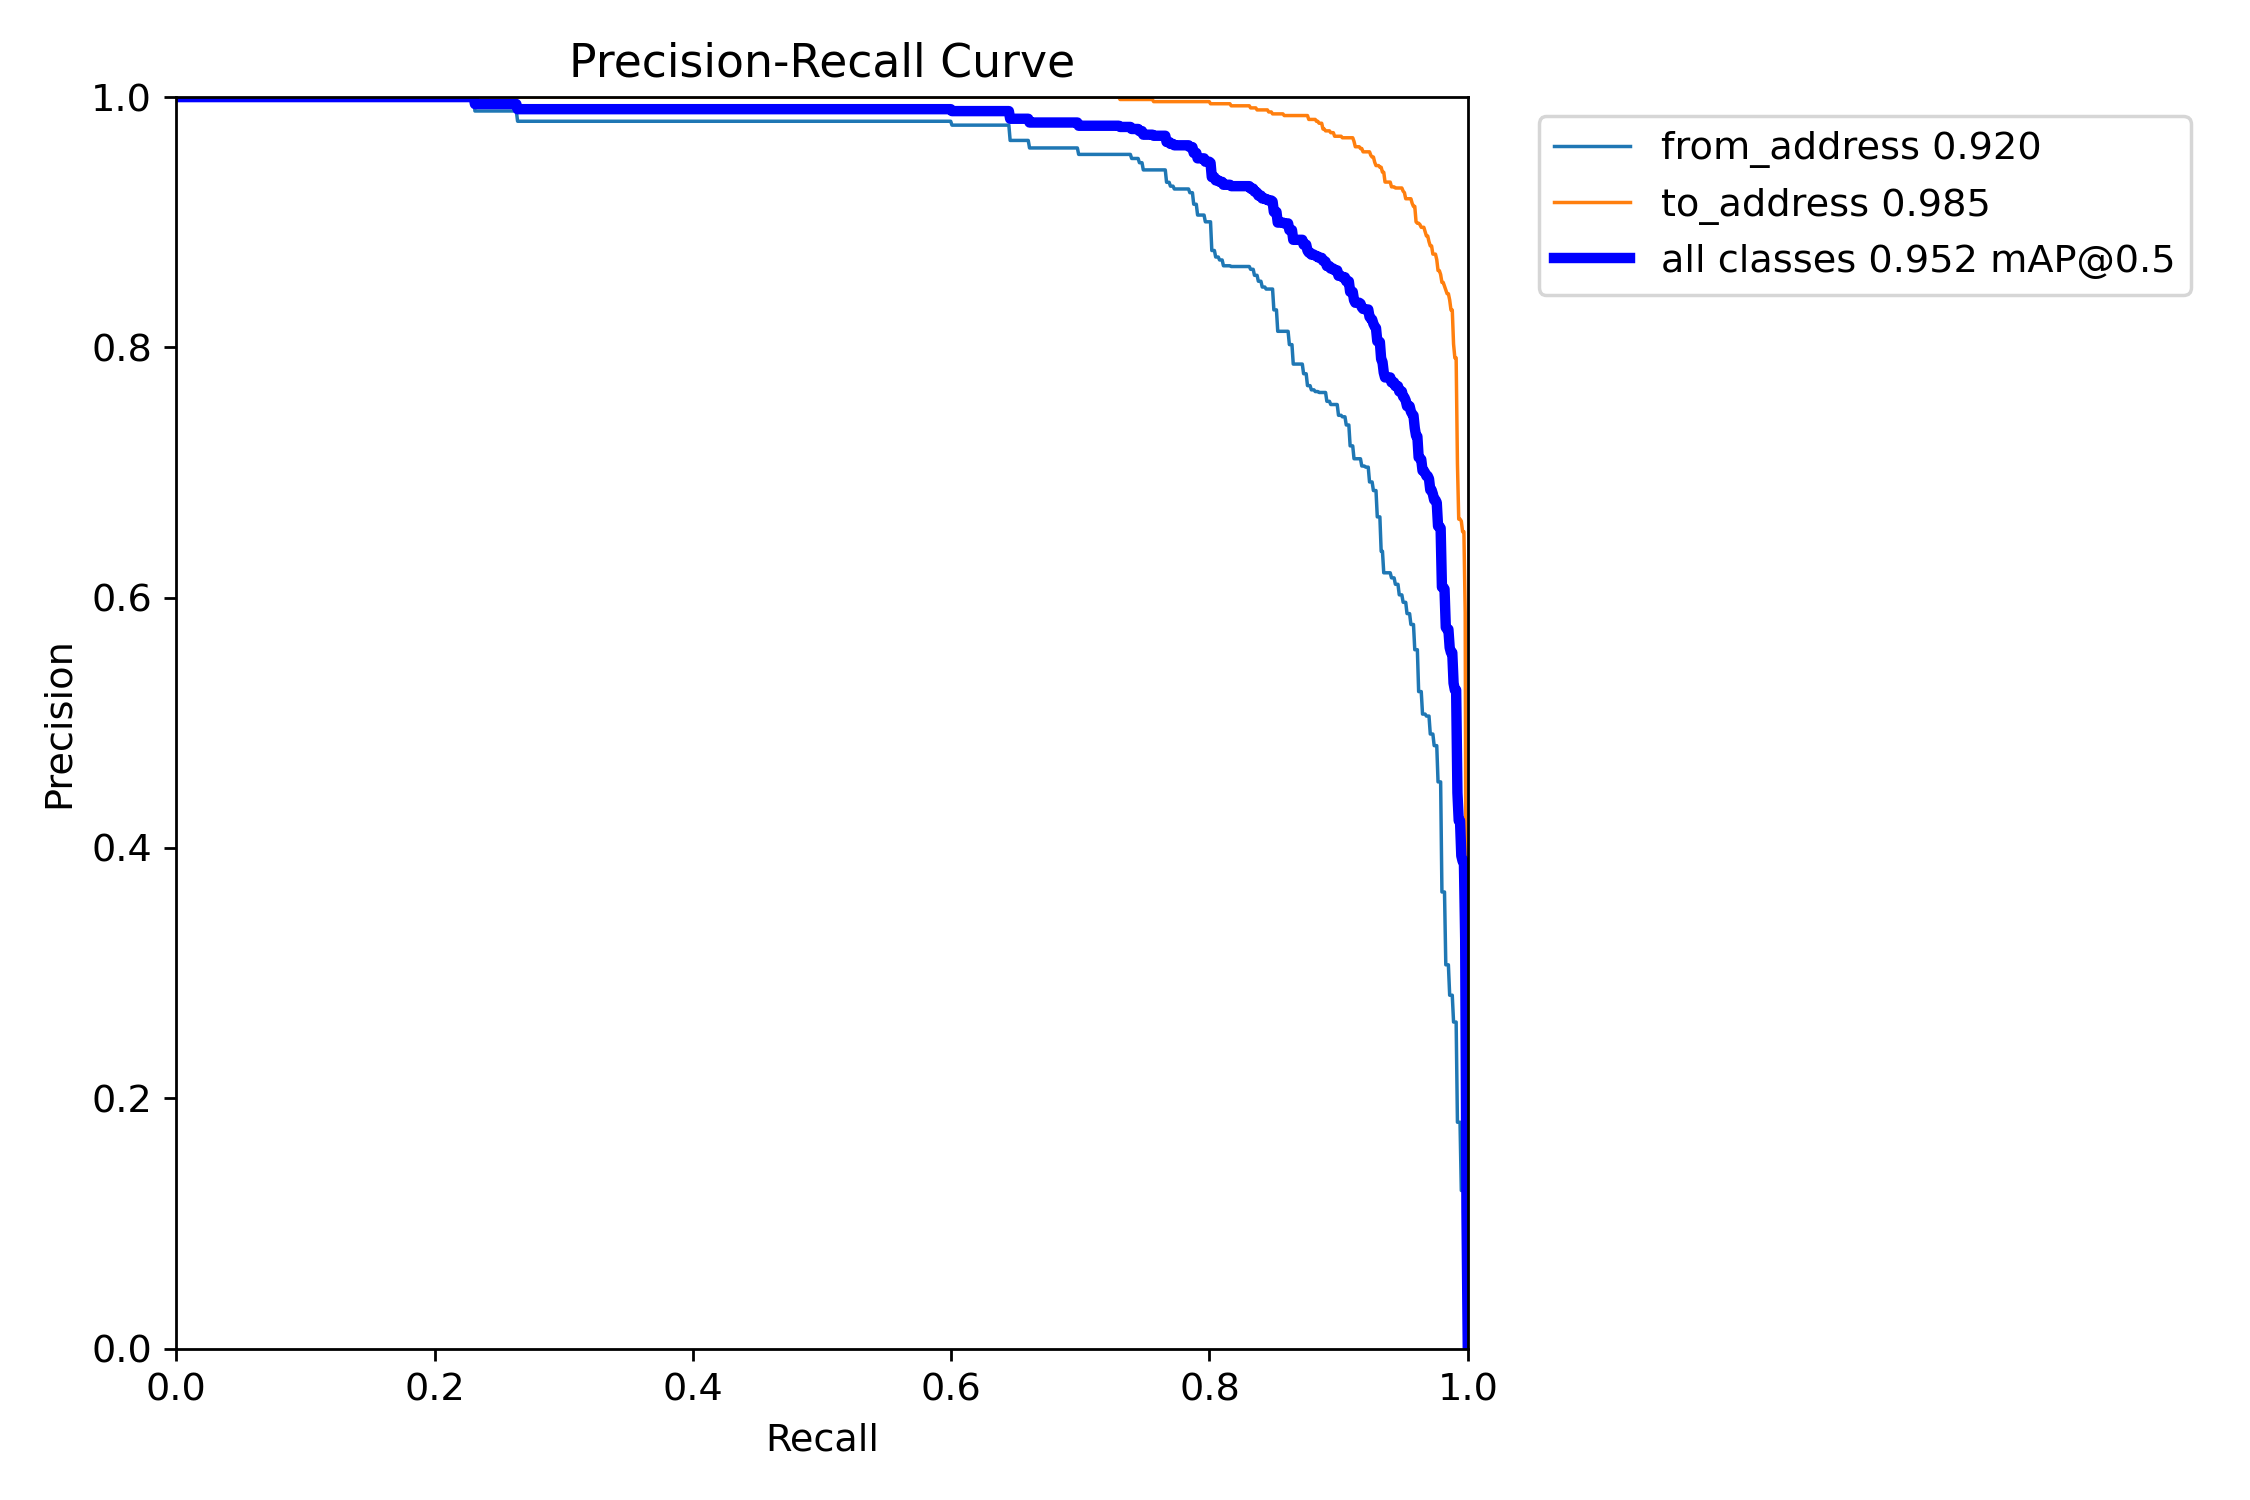 Precision-Recall Curve
1.0
0.8
0.6
0.4
0.2
0.0
Precision
0.0 0.2 0.4 0.6 0.8 1.0
Recall
from_address 0.920
to_address 0.985
all classes 0.952 mAP@0.5